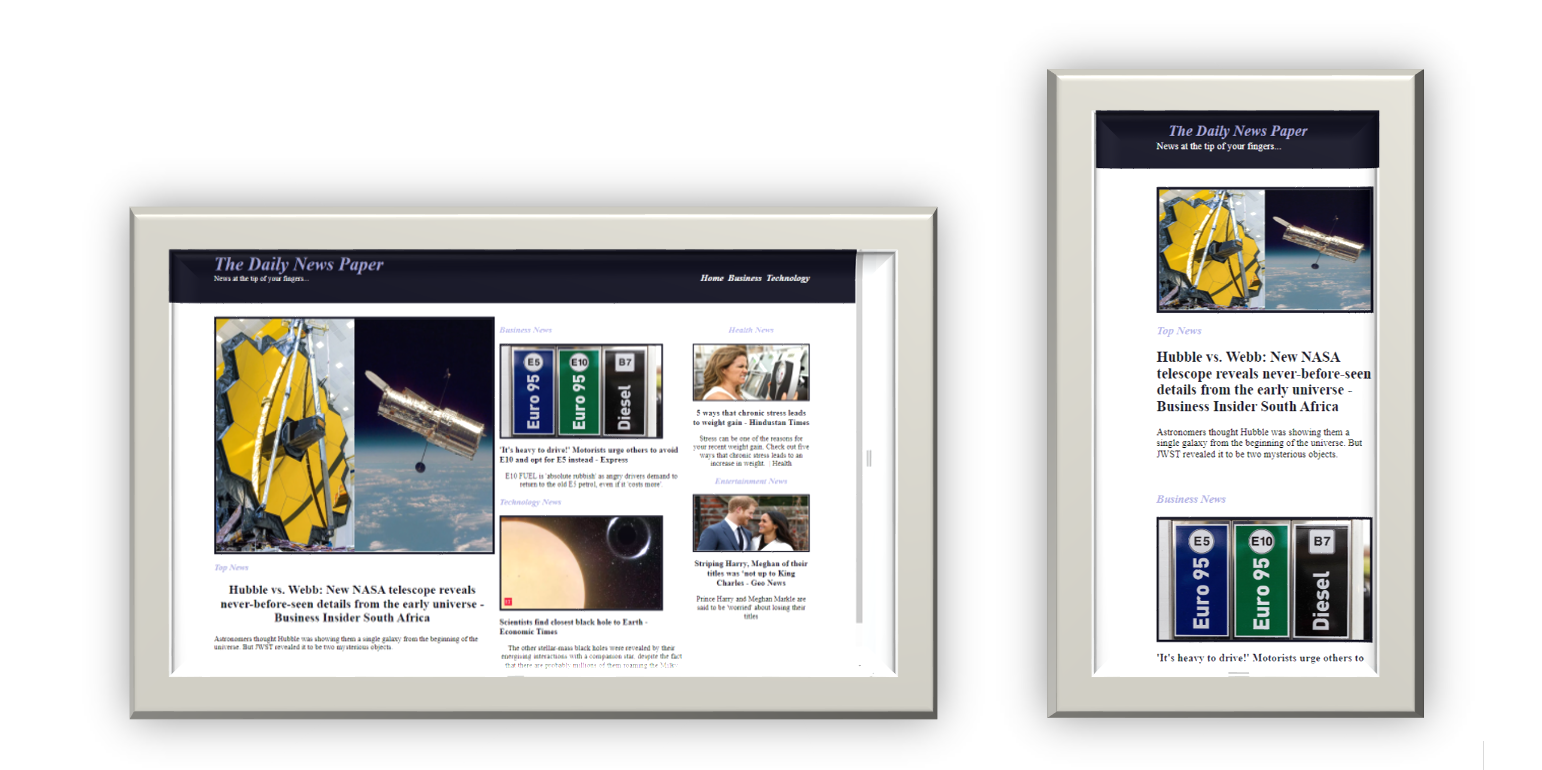 The Daily News Paper
News at the tip of your fingers...
Home Business Technology
Top News
Hubble vs. Webb: New NASA telescope reveals
never-before-seen details from the early universe -
Business Insider South Africa
Astronomers thought Hubble was showing them a single galaxy from the beginning of the
universe. But JWST revealed it to be two mysterious objects.
Business News
E5
E10
B7
Euro 95
Euro 95
Diesel
'It's heavy to drive!' Motorists urge others to avoid
E10 and opt for E5 instead - Express
E10 FUEL is 'absolute rubbish' as angry drivers demand to
return to the old E5 petrol, even if it 'costs more'.
Technology News
Scientists find closest black hole to Earth -
Economic Times
The other stellar-mass black holes were revealed by their
energising interactions with a companion star, despite the fact
that there are probably millions of them roaming the Milky
Health News
5 ways that chronic stress leads
to weight gain - Hindustan Times
Stress can be one of the reasons for
your recent weight gain. Check out five
ways that chronic stress leads to an
increase in weight. | Health
Entertainment News
Striping Harry, Meghan of their
titles was 'not up to King
Charles - Geo News
Prince Harry and Meghan Markle are
said to be 'worried' about losing their
titles
The Daily News Paper
News at the tip of your fingers...
Top News
Hubble vs. Webb: New NASA
telescope reveals never-before-seen
details from the early universe -
Business Insider South Africa
Astronomers thought Hubble was showing them a
single galaxy from the beginning of the universe. But
JWST revealed it to be two mysterious objects.
Business News
E5
E10
B7
Euro 95
Euro 95
Diesel
'It's heavy to drive!' Motorists urge others to